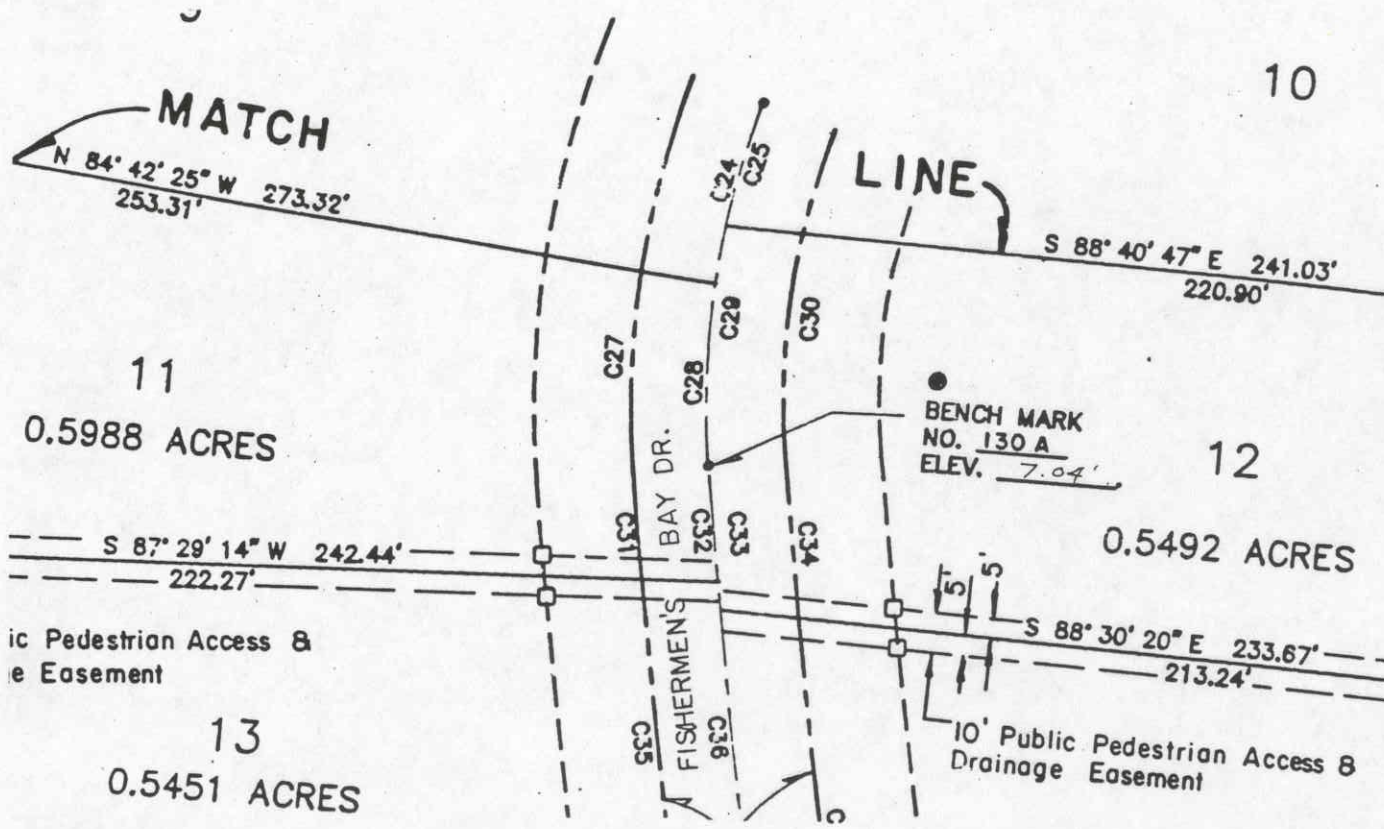 10
MATCH
LINE
N 84° 42' 25" W 273.32'
253.31'
C24
C25
S 88° 40' 47" E 241.03'
220.90'
C27
C28
C29
C30
11
0.5988 ACRES
BENCH MARK
NO. 130 A
ELEV. 7.04'
12
0.5492 ACRES
FISHERMEN'S BAY DR.
C31
C32
C33
C34
S 87° 29' 14" W 242.44'
222.27'
5'
5'
S 88° 30' 20" E 233.67'
213.24'
ic Pedestrian Access &
e Easement
10' Public Pedestrian Access &
Drainage Easement
13
0.5451 ACRES
C35
C36
C